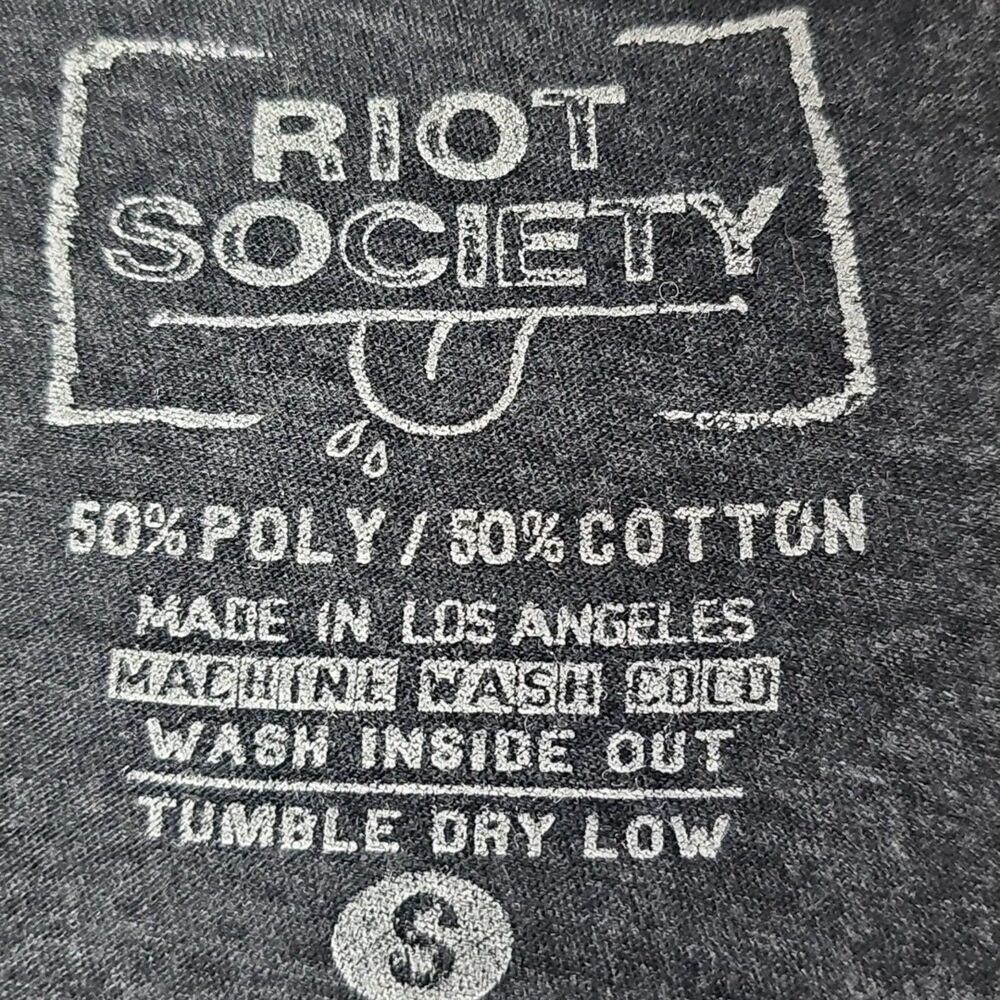 RIOT
SOCIETY
50% POLY / 50% COTTON
MADE IN LOS ANGELES
MACHINE WASH COLD
WASH INSIDE OUT
TUMBLE DRY LOW
S